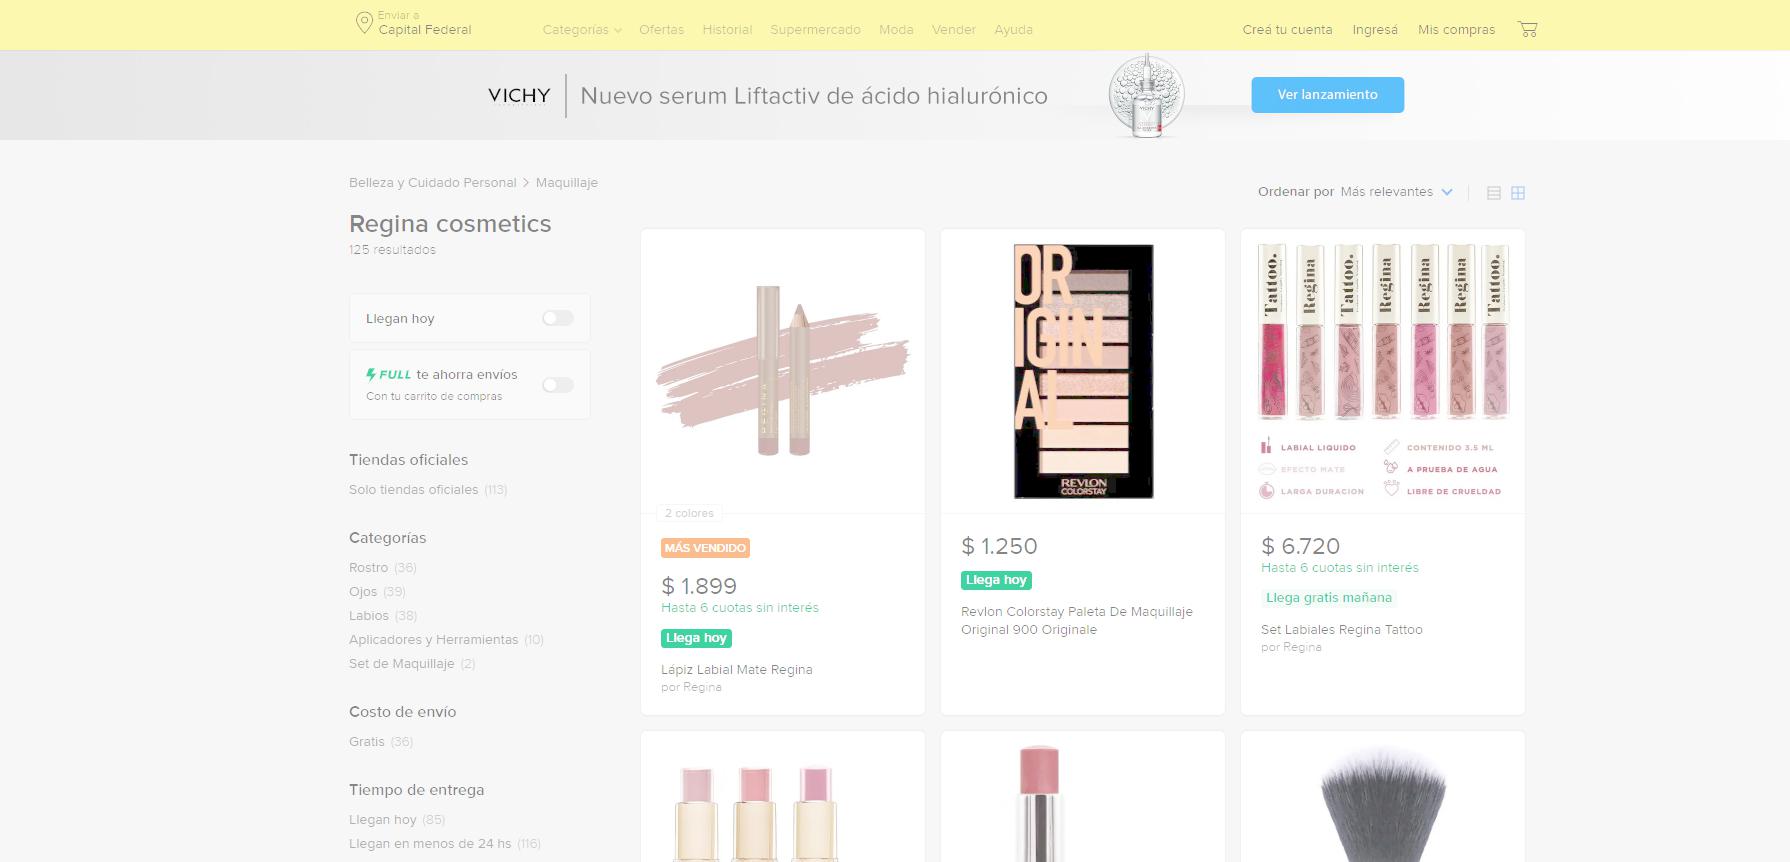 Enviar a
Capital Federal
Categorías
Ofertas
Historial
Supermercado
Moda
Vender
Ayuda
Creá tu cuenta
Ingresá
Mis compras
VICHY
Nuevo serum Liftactiv de ácido hialurónico
VICHY
Ver lanzamiento
Belleza y Cuidado Personal > Maquillaje
Regina cosmetics
125 resultados
Ordenar por Más relevantes
Llegan hoy
FULL te ahorra envíos
Con tu carrito de compras
Tiendas oficiales
Solo tiendas oficiales (113)
Categorías
Rostro (36)
Ojos (39)
Labios (38)
Aplicadores y Herramientas (10)
Set de Maquillaje (2)
Costo de envío
Gratis (36)
Tiempo de entrega
Llegan hoy (85)
Llegan en menos de 24 hs (116)
REGINA
2 colores
MÁS VENDIDO
$ 1.899
Hasta 6 cuotas sin interés
Llega hoy
Lápiz Labial Mate Regina
por Regina
OR
IGIN
AL
REVLON
COLORSTAY
$ 1.250
Llega hoy
Revlon Colorstay Paleta De Maquillaje
Original 900 Originale
Tattoo.
Regina
Tattoo.
Regina
Regina
Regina
Tattoo.
LABIAL LIQUIDO
CONTENIDO 3.5 ML
EFECTO MATE
A PRUEBA DE AGUA
LARGA DURACION
LIBRE DE CRUELDAD
$ 6.720
Hasta 6 cuotas sin interés
Llega gratis mañana
Set Labiales Regina Tattoo
por Regina